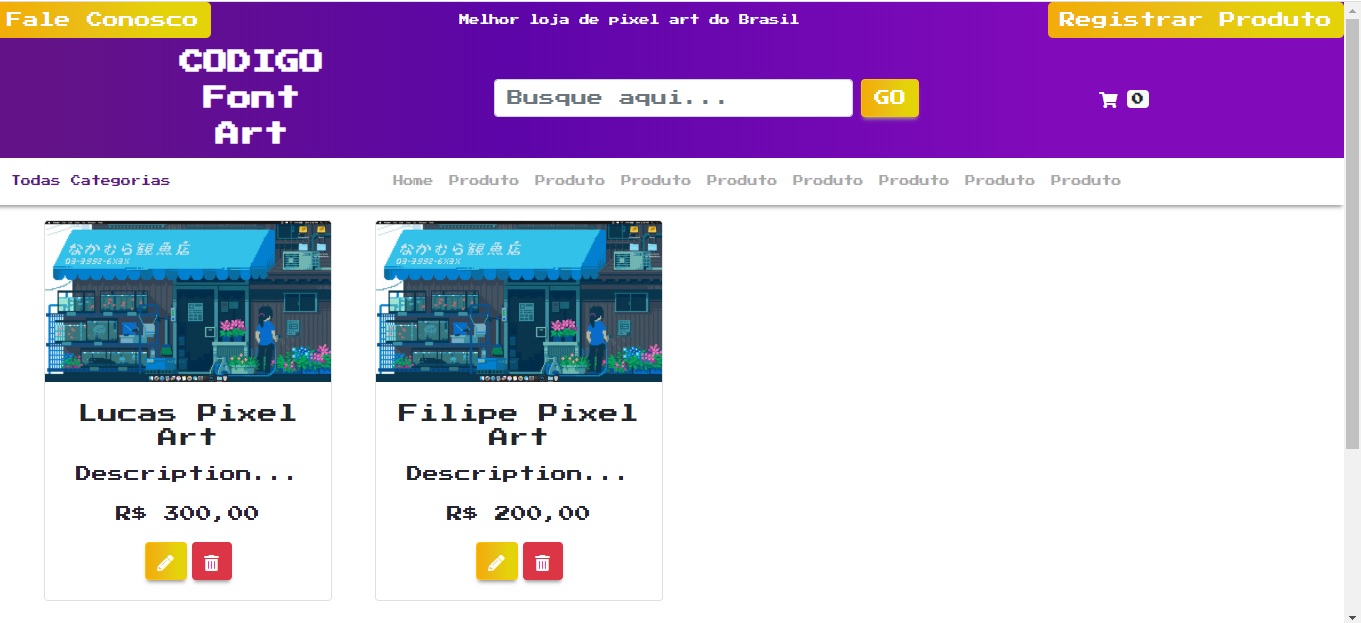 Fale Conosco
Melhor loja de pixel art do Brasil
Registrar Produto
CODIGO
Font
Art
Busque aqui...
GO
0
Todas Categorias
Home Produto Produto Produto Produto Produto Produto Produto Produto
なかむら観魚店
03-3992-6X3X
なかむら観魚店
03-3992-6X3X
Lucas Pixel
Art
Description...
R$ 300,00
Filipe Pixel
Art
Description...
R$ 200,00